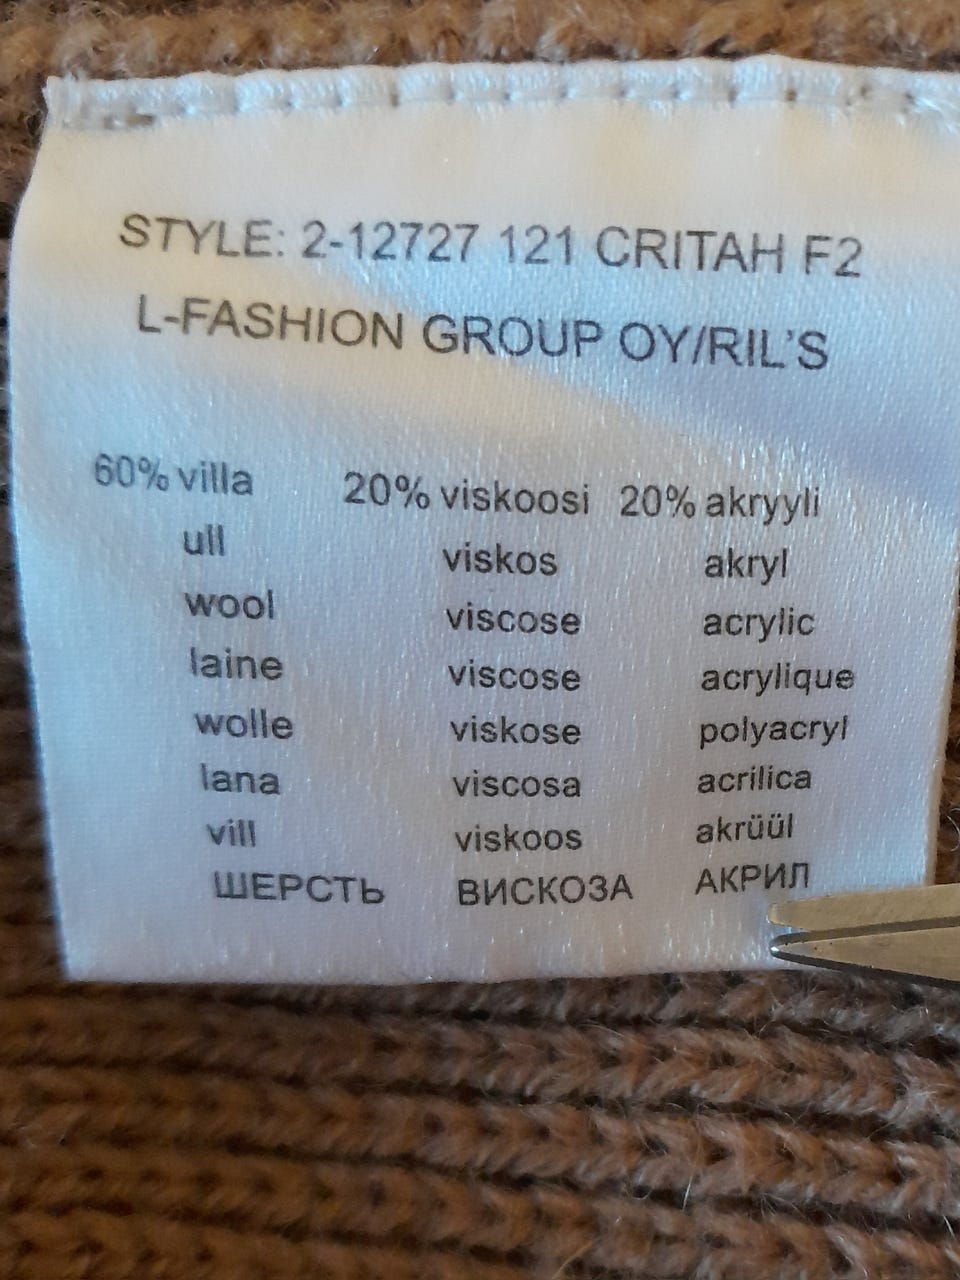 STYLE: 2-12727 121 CRITAH F2
L-FASHION GROUP OY/RIL'S
60% villa 20% viskoosi 20% akryyli
ull viskos akryl
wool viscose acrylic
laine viscose acrylique
wolle viskose polyacryl
lana viscosa acrilica
vill viskoos akrüül
ШЕРСТЬ ВИСКОЗА АКРИЛ